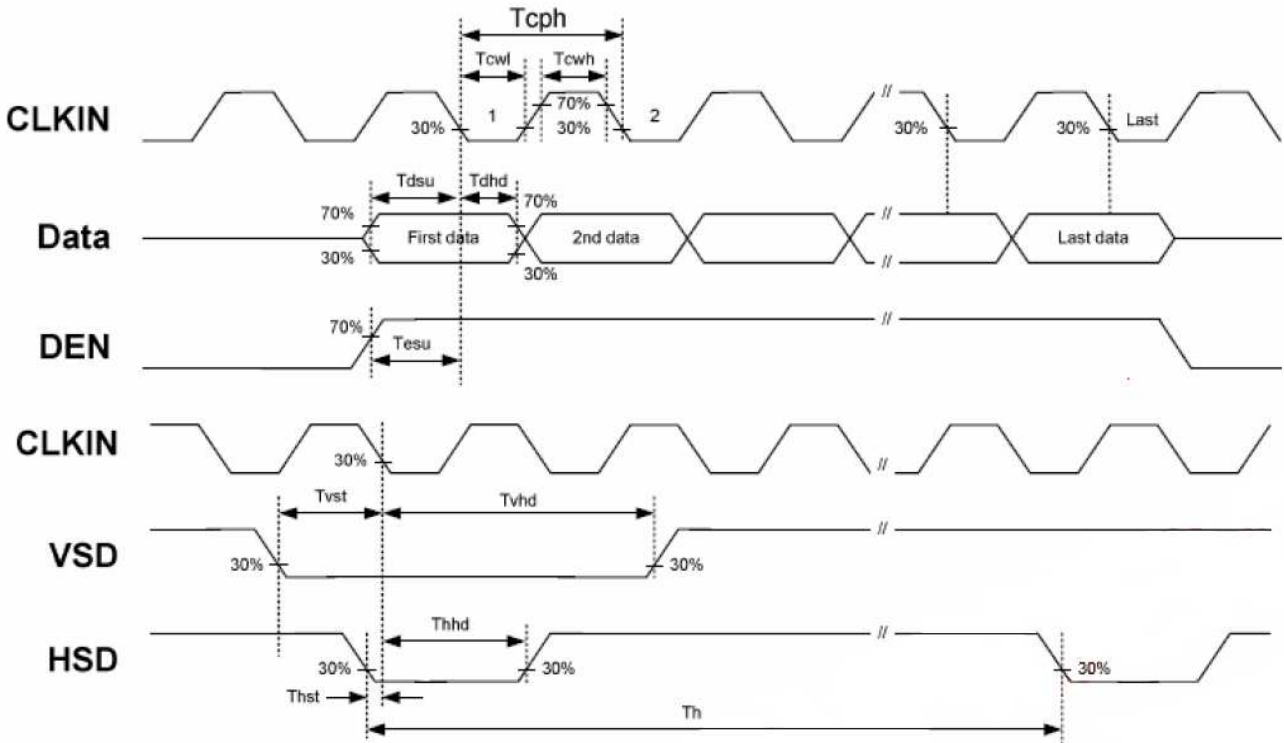 Tcph
Tcwl Tcwh
CLKIN 30% 1 70% 30% 2 // 30% 30% Last
Tdsu Tdhd
70% 70%
Data First data 2nd data // Last data
30% 30% //
DEN 70% //
Tesu
CLKIN 30% //
Tvst Tvhd
VSD 30% 30% //
Thhd //
HSD 30% 30% 30%
Thst
Th